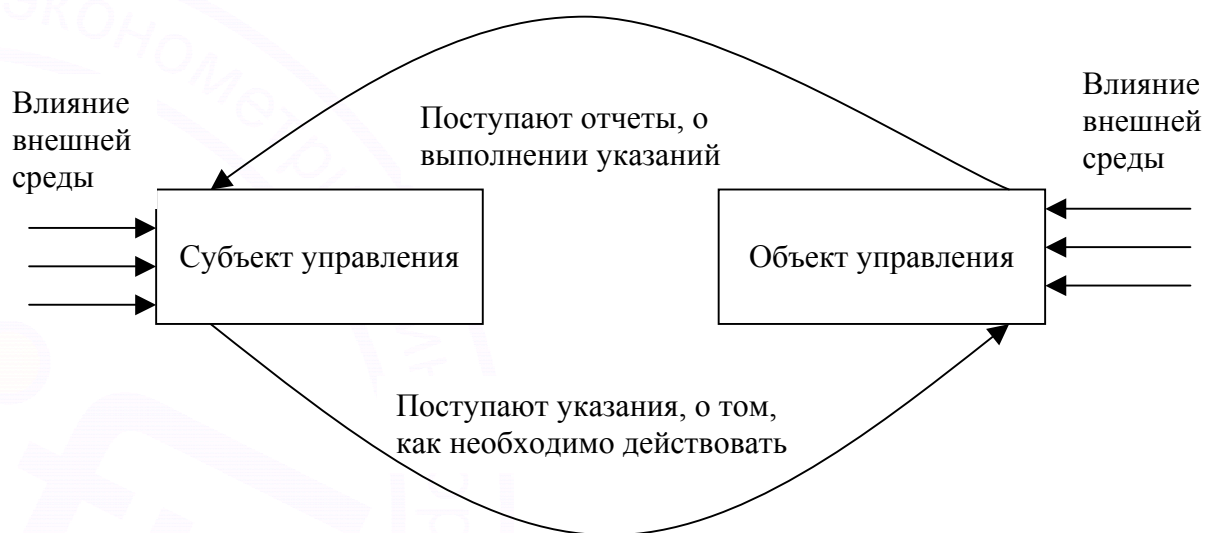 Влияние
внешней
среды
Поступают отчеты, о
выполнении указаний
Влияние
внешней
среды
Субъект управления
Объект управления
Поступают указания, о том,
как необходимо действовать